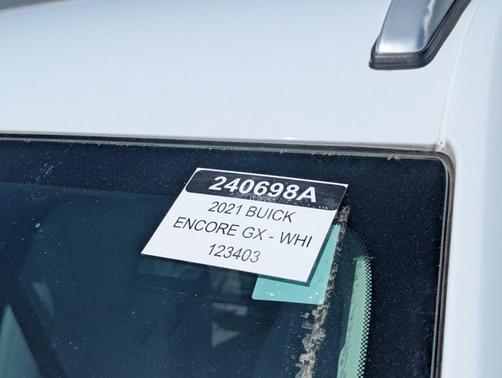 240698A
2021 BUICK
ENCORE GX - WHI
123403